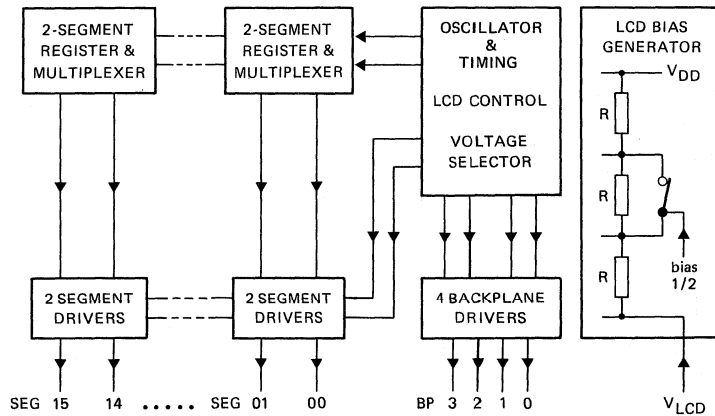 2-SEGMENT
REGISTER &
MULTIPLEXER
2-SEGMENT
REGISTER &
MULTIPLEXER
OSCILLATOR
&
TIMING
LCD CONTROL
VOLTAGE
SELECTOR
LCD BIAS
GENERATOR
VDD
R
R
R
bias
1/2
2 SEGMENT
DRIVERS
2 SEGMENT
DRIVERS
4 BACKPLANE
DRIVERS
SEG 15 14 ..... SEG 01 00 BP 3 2 1 0
VLCD